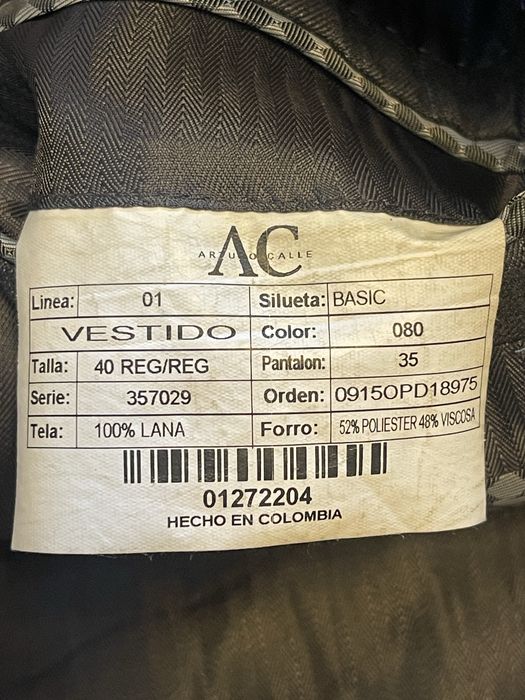 AC
ARTURO CALLE
Linea: 01 Silueta: BASIC
VESTIDO Color: 080
Talla: 40 REG/REG Pantalon: 35
Serie: 357029 Orden: 0915OPD18975
Tela: 100% LANA Forro: 52% POLIESTER 48% VISCOSA
01272204
HECHO EN COLOMBIA